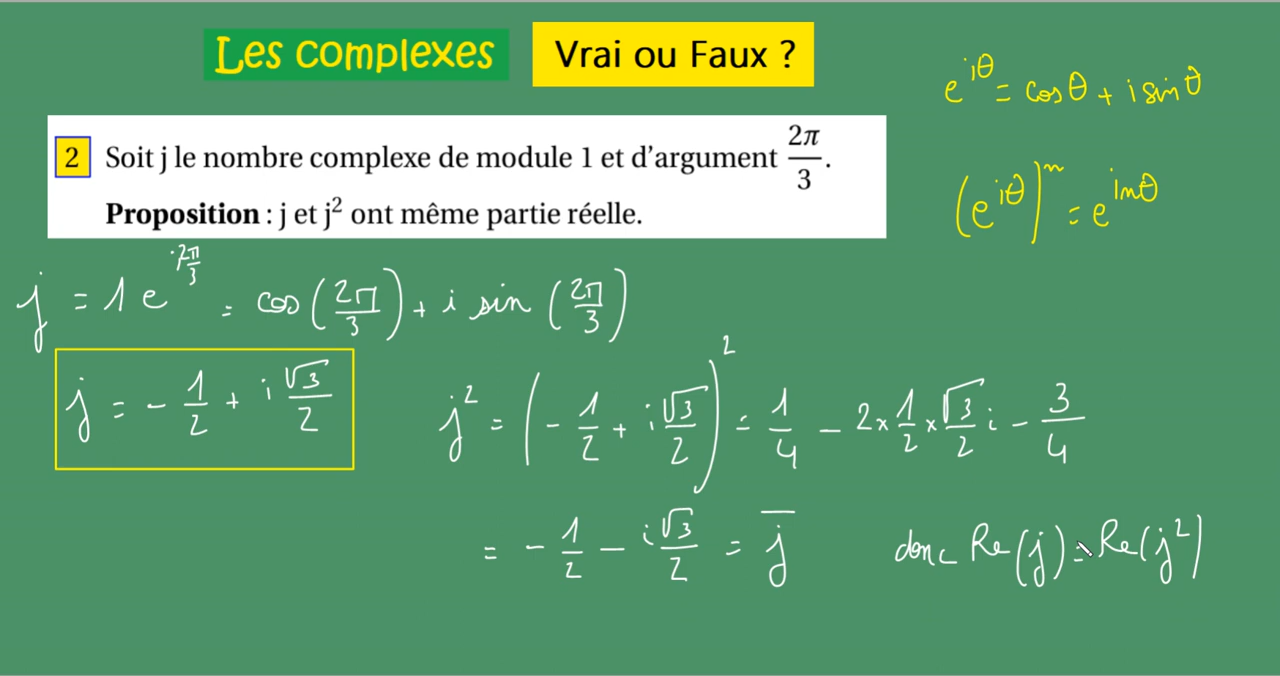 Les complexes
Vrai ou Faux ?
e^{iθ} = cosθ + i sinθ
2 Soit j le nombre complexe de module 1 et d'argument 2π/3.
Proposition : j et j² ont même partie réelle.
(e^{iθ})^n = e^{inθ}
j = 1 e^{i2π/3} = cos(2π/3) + i sin(2π/3)
j = - 1/2 + i √3/2
j² = (- 1/2 + i √3/2)² = 1/4 - 2 × 1/2 × √3/2 i - 3/4
= - 1/2 - i √3/2 = j̅
donc Re(j) = Re(j²)